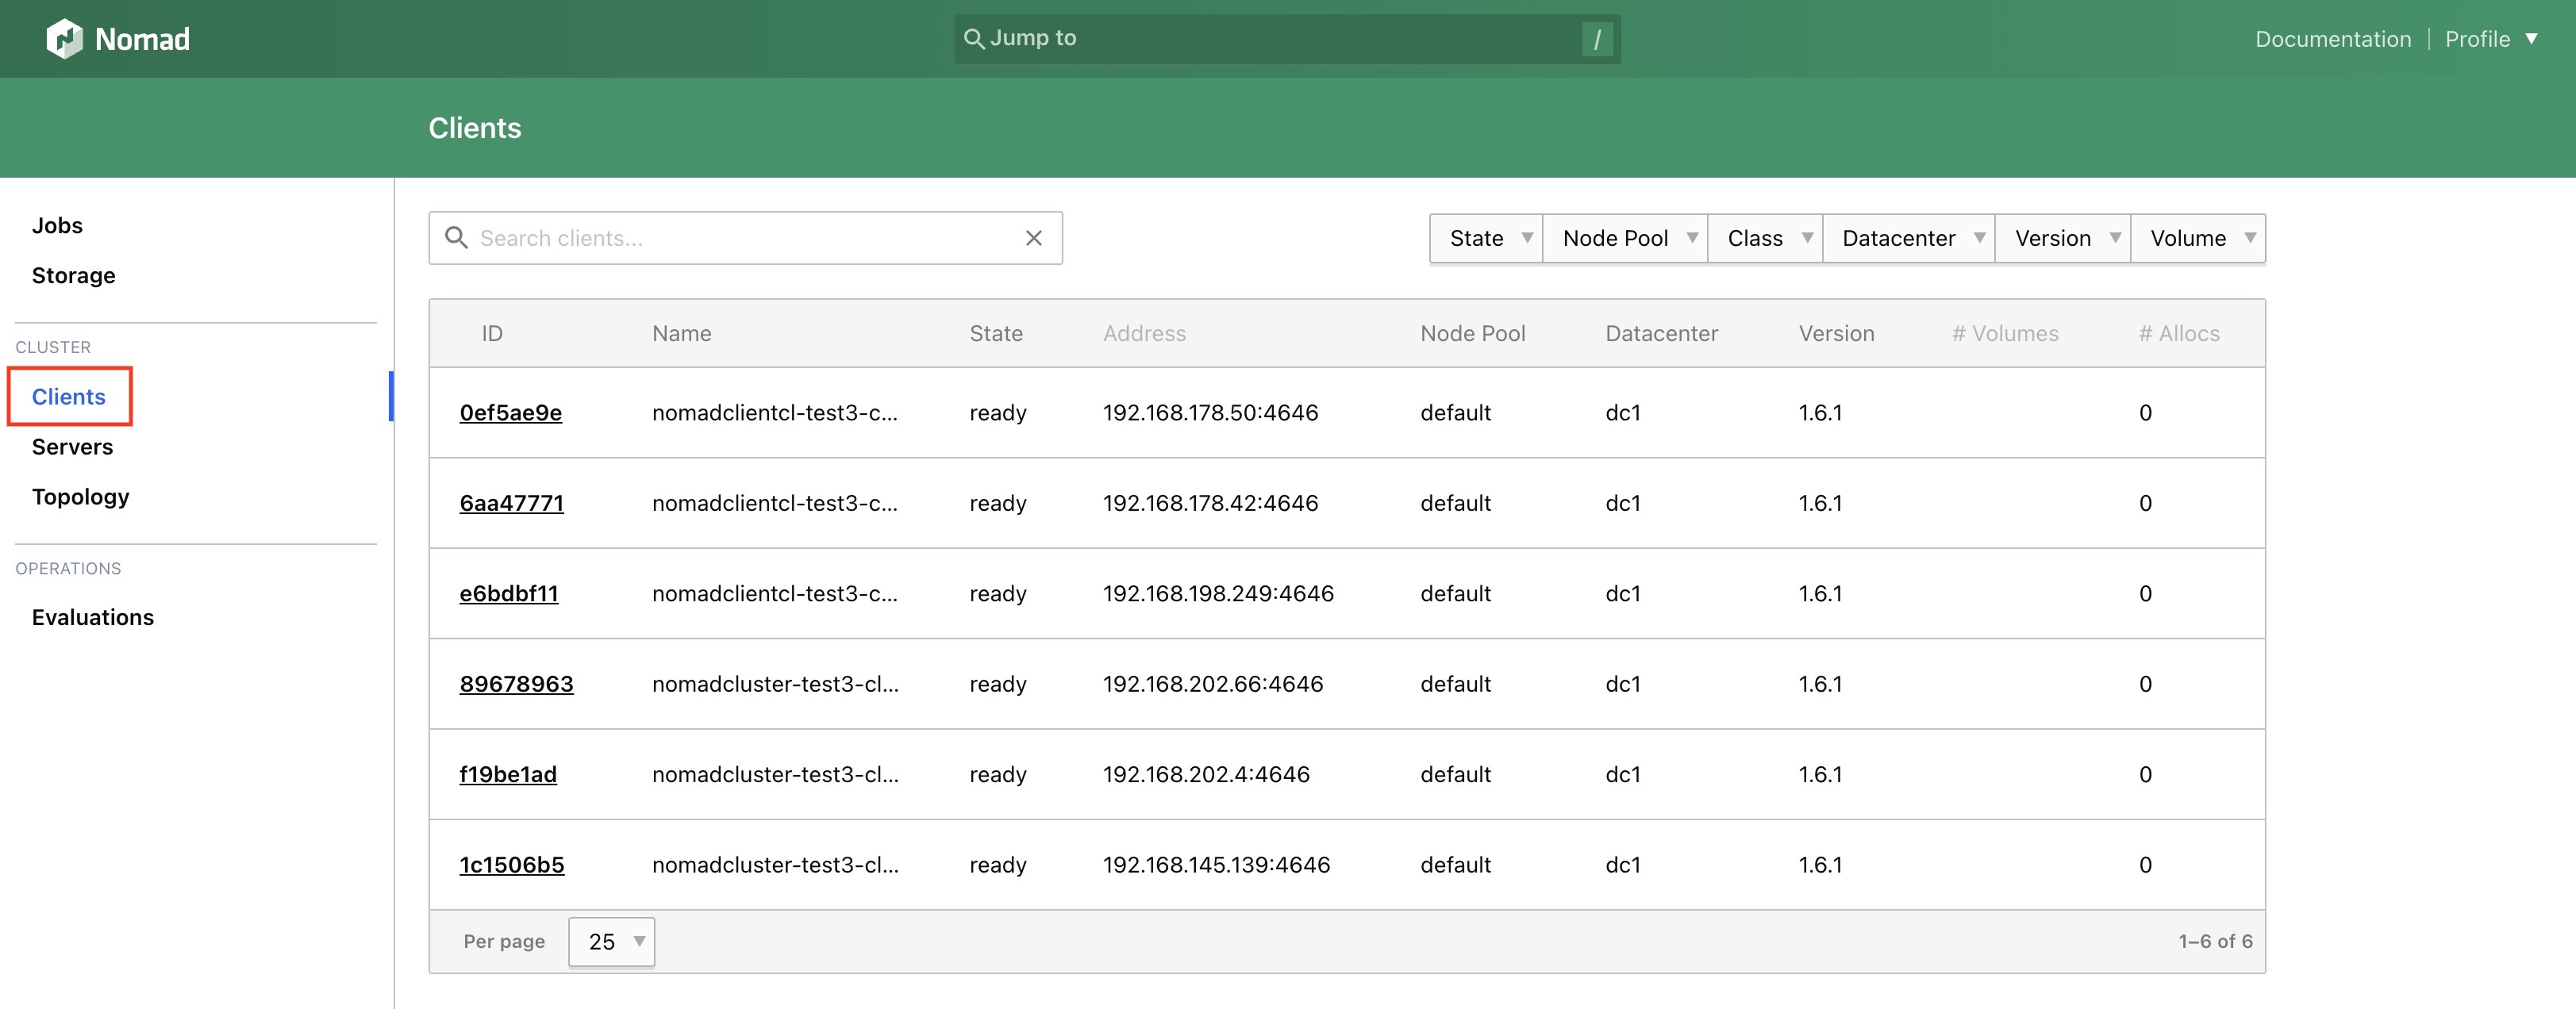 Nomad
Jump to /
Documentation Profile
Clients
Jobs
Storage
CLUSTER
Clients
Servers
Topology
OPERATIONS
Evaluations
Search clients...
State Node Pool Class Datacenter Version Volume
ID Name State Address Node Pool Datacenter Version # Volumes # Allocs
0ef5ae9e nomadclientcl-test3-c... ready 192.168.178.50:4646 default dc1 1.6.1 0
6aa47771 nomadclientcl-test3-c... ready 192.168.178.42:4646 default dc1 1.6.1 0
e6bdbf11 nomadclientcl-test3-c... ready 192.168.198.249:4646 default dc1 1.6.1 0
89678963 nomadcluster-test3-cl... ready 192.168.202.66:4646 default dc1 1.6.1 0
f19be1ad nomadcluster-test3-cl... ready 192.168.202.4:4646 default dc1 1.6.1 0
1c1506b5 nomadcluster-test3-cl... ready 192.168.145.139:4646 default dc1 1.6.1 0
Per page 25 1–6 of 6